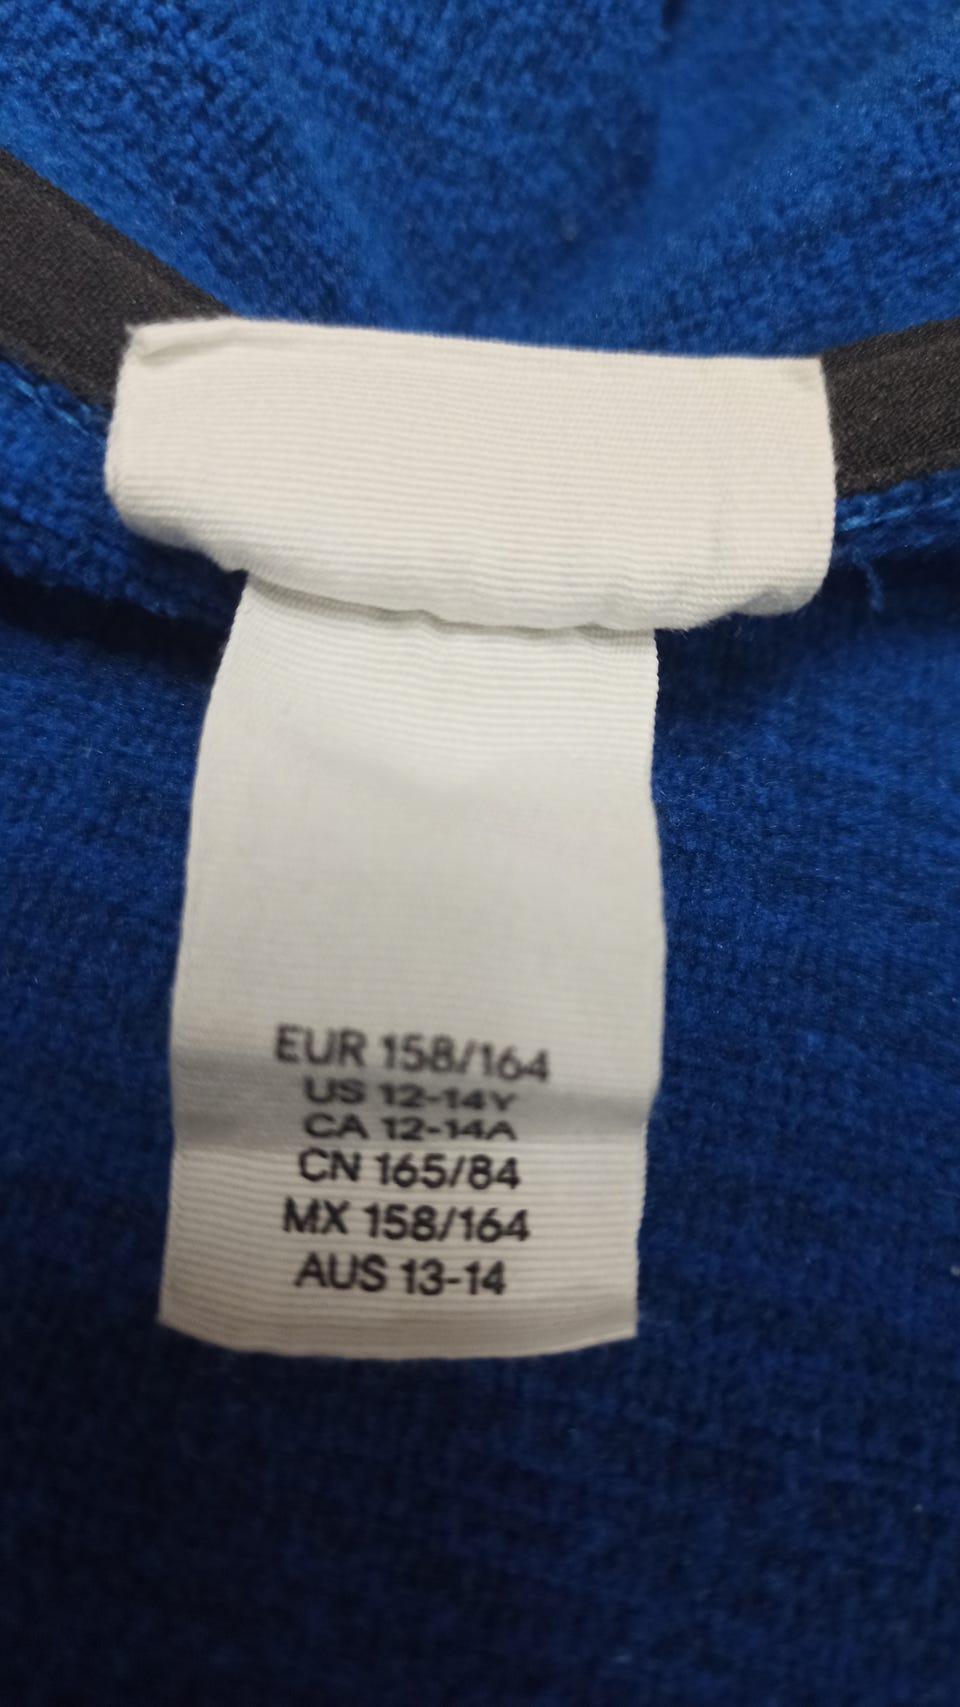 EUR 158/164
US 12-14Y
CA 12-14A
CN 165/84
MX 158/164
AUS 13-14